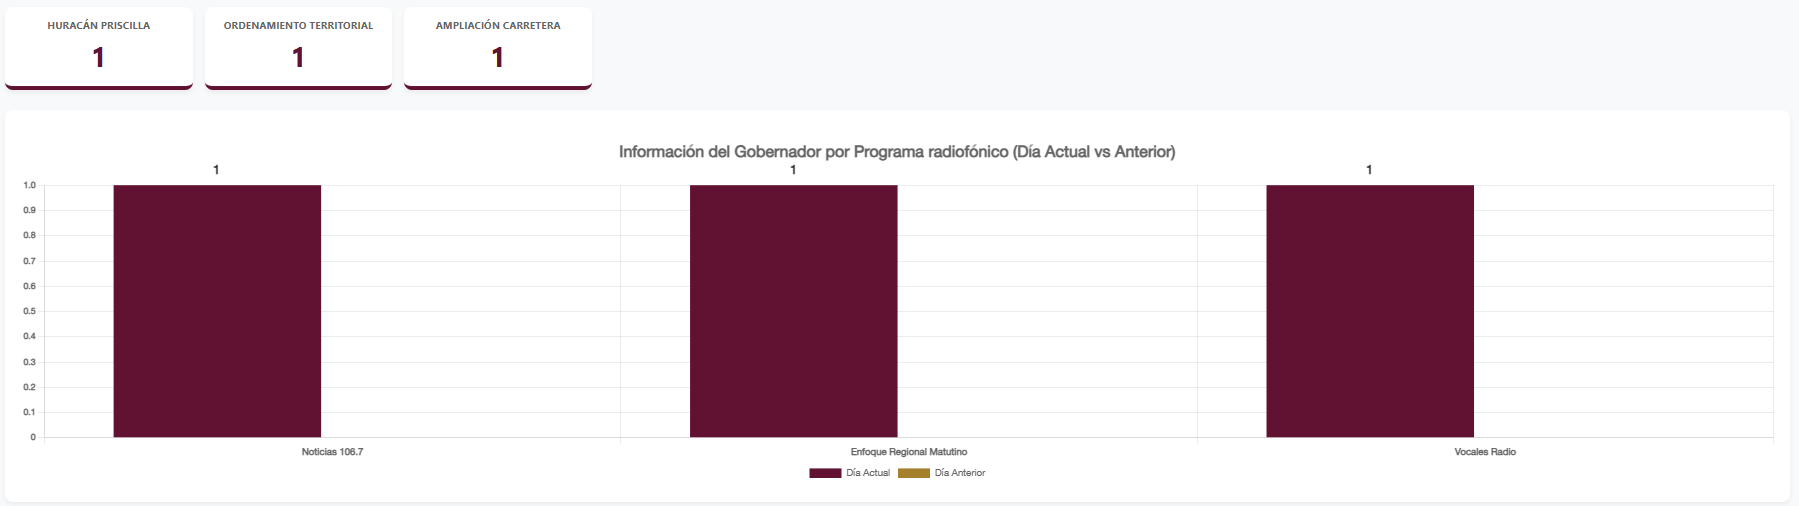 HURACÁN PRISCILLA
1
ORDENAMIENTO TERRITORIAL
1
AMPLIACIÓN CARRETERA
1
Información del Gobernador por Programa radiofónico (Día Actual vs Anterior)
1 1 1
1.0
0.9
0.8
0.7
0.6
0.5
0.4
0.3
0.2
0.1
0
Noticias 106.7 Enfoque Regional Matutino Vocales Radio
Día Actual Día Anterior